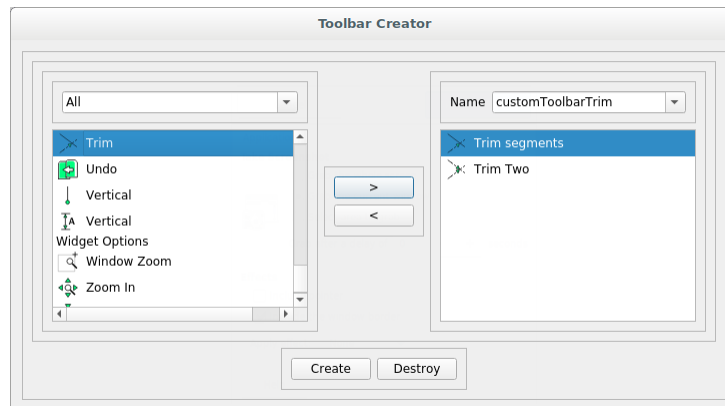 Toolbar Creator
All
Name customToolbarTrim
Trim
Undo
Vertical
Vertical
Widget Options
Window Zoom
Zoom In
>
<
Trim segments
Trim Two
Create Destroy